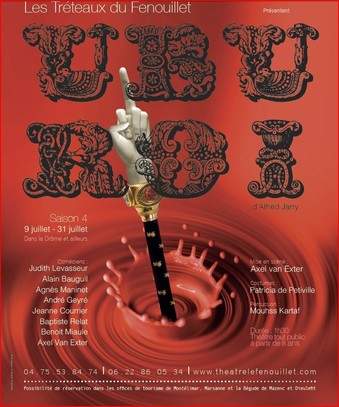 Les Tréteaux du Fenouillet
Présentent
UBU
ROI
d'Alfred Jarry
Saison 4
9 juillet - 31 juillet
Dans la Drôme et ailleurs
Comédiens :
Judith Levasseur
Alain Bauguil
Agnès Maninet
André Geyré
Jeanne Courrier
Baptiste Relat
Benoit Miaule
Axel Van Exter
Mise en scène
Axel van Exter
Costumes
Patricia de Petiville
Percussion
Mouhss Kartaf
Durée : 1h30
Théâtre tout public
à partir de 8 ans
04 75 53 84 74 | 06 22 86 05 34 | www.theatrelefenouillet.com
Possibilité de réservation dans les offices de tourisme de Montélimar, Marsanne et la Bégude de Mazenc et Dieulefit